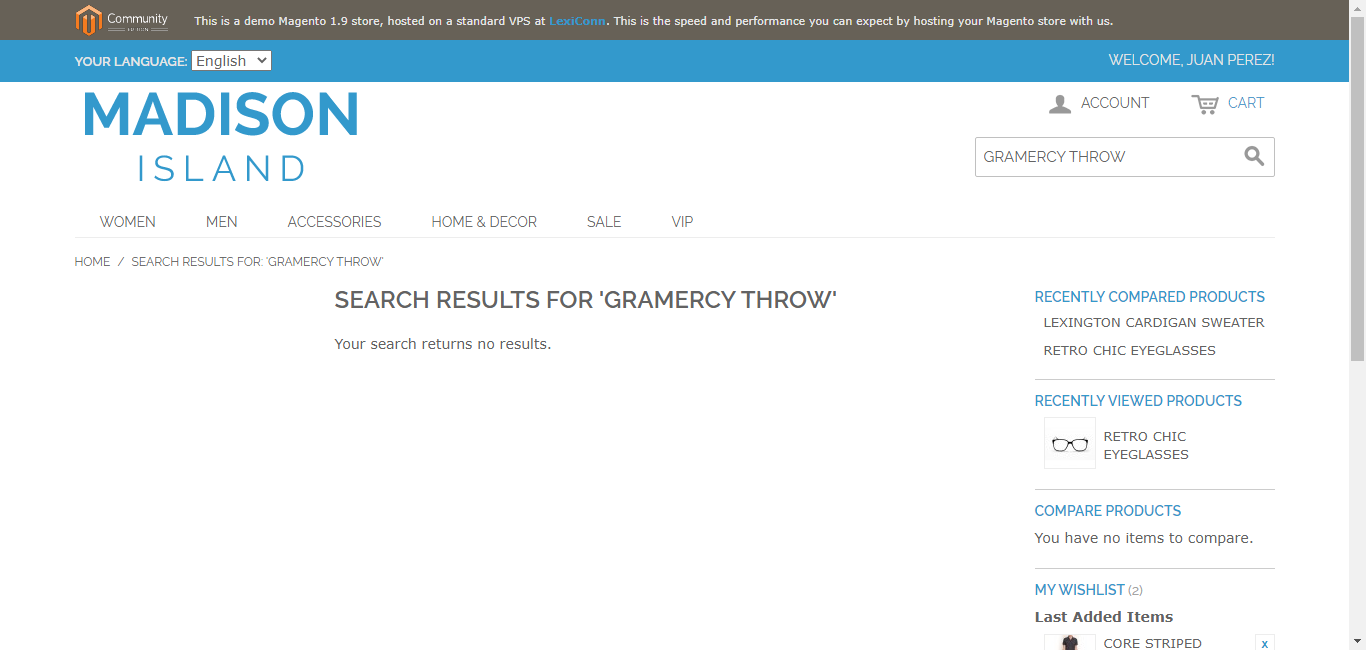 Community
This is a demo Magento 1.9 store, hosted on a standard VPS at LexiConn. This is the speed and performance you can expect by hosting your Magento store with us.
YOUR LANGUAGE: English
WELCOME, JUAN PEREZ!
MADISON
ISLAND
ACCOUNT
CART
GRAMERCY THROW
WOMEN
MEN
ACCESSORIES
HOME & DECOR
SALE
VIP
HOME / SEARCH RESULTS FOR: 'GRAMERCY THROW'
SEARCH RESULTS FOR 'GRAMERCY THROW'
Your search returns no results.
RECENTLY COMPARED PRODUCTS
LEXINGTON CARDIGAN SWEATER
RETRO CHIC EYEGLASSES
RECENTLY VIEWED PRODUCTS
RETRO CHIC
EYEGLASSES
COMPARE PRODUCTS
You have no items to compare.
MY WISHLIST (2)
Last Added Items
CORE STRIPED
x